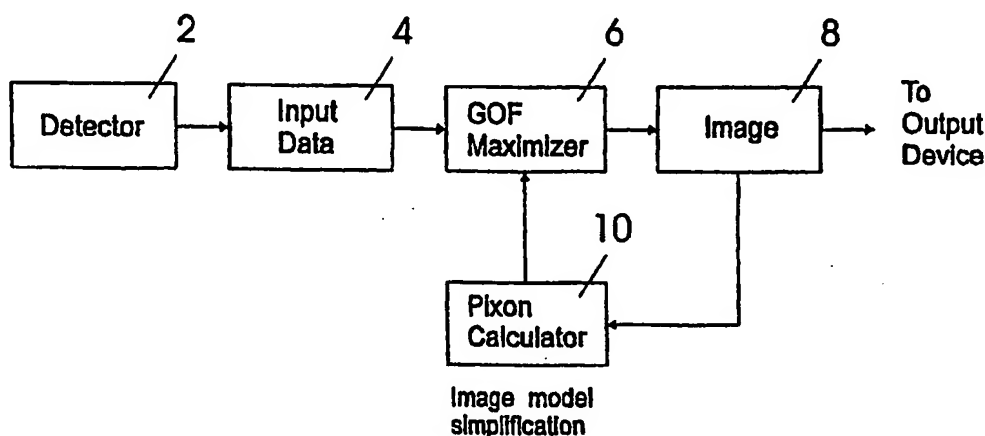 2
4
6
8
Detector
Input
Data
GOF
Maximizer
Image
To
Output
Device
10
Pixon
Calculator
Image model
simplification